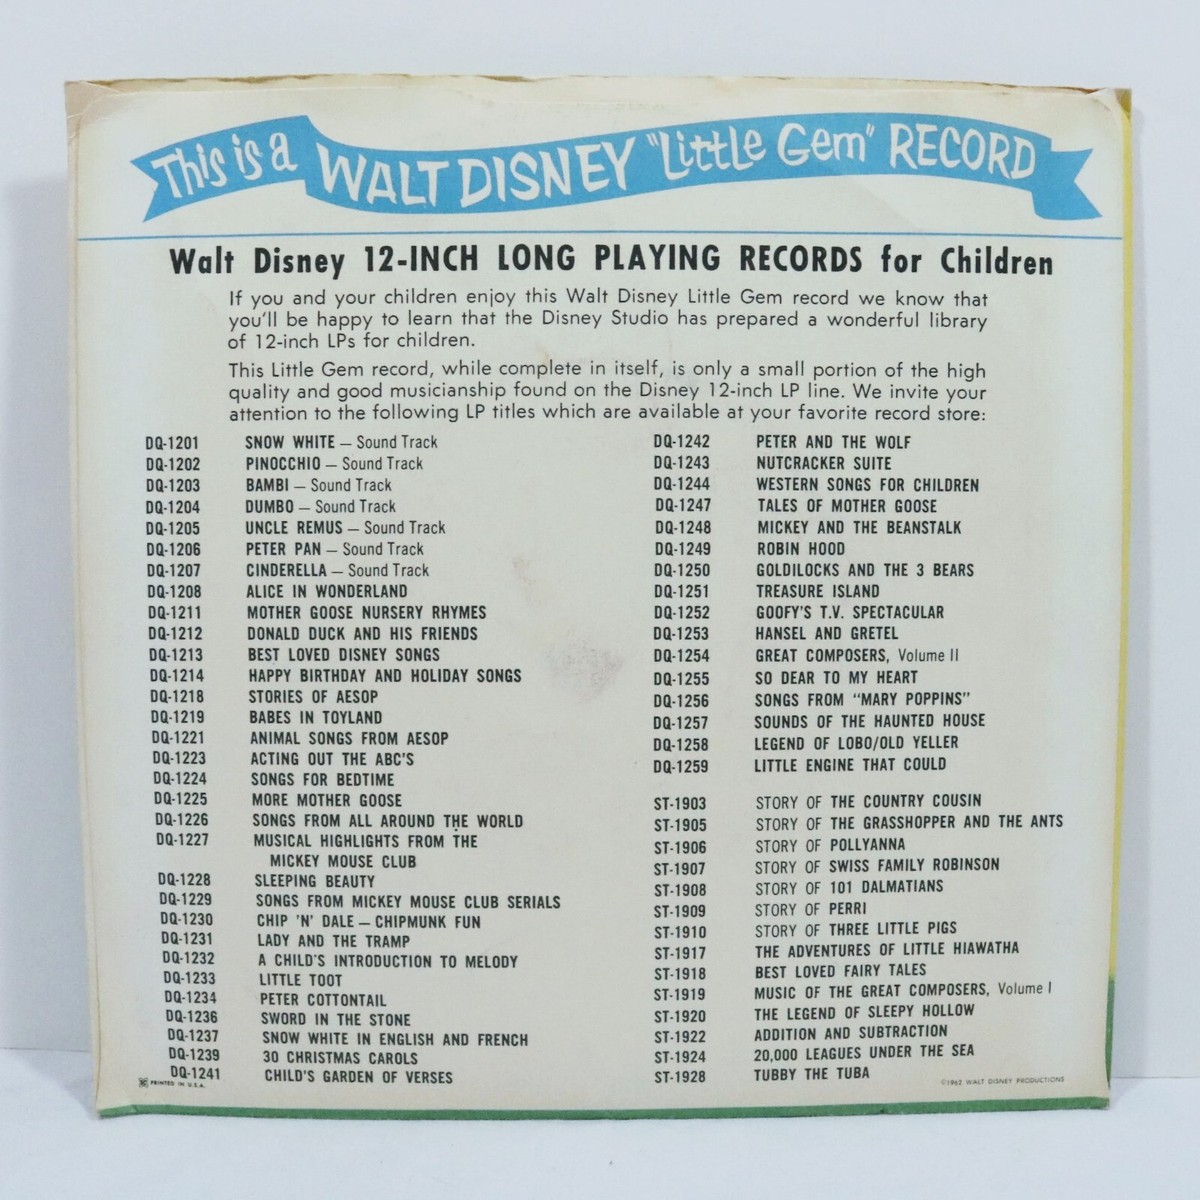 This is a WALT DISNEY "Little Gem" RECORD
Walt Disney 12-INCH LONG PLAYING RECORDS for Children
If you and your children enjoy this Walt Disney Little Gem record we know that
you'll be happy to learn that the Disney Studio has prepared a wonderful library
of 12-inch LPs for children.
This Little Gem record, while complete in itself, is only a small portion of the high
quality and good musicianship found on the Disney 12-inch LP line. We invite your
attention to the following LP titles which are available at your favorite record store:
DQ-1201 SNOW WHITE — Sound Track
DQ-1202 PINOCCHIO — Sound Track
DQ-1203 BAMBI — Sound Track
DQ-1204 DUMBO — Sound Track
DQ-1205 UNCLE REMUS — Sound Track
DQ-1206 PETER PAN — Sound Track
DQ-1207 CINDERELLA — Sound Track
DQ-1208 ALICE IN WONDERLAND
DQ-1211 MOTHER GOOSE NURSERY RHYMES
DQ-1212 DONALD DUCK AND HIS FRIENDS
DQ-1213 BEST LOVED DISNEY SONGS
DQ-1214 HAPPY BIRTHDAY AND HOLIDAY SONGS
DQ-1218 STORIES OF AESOP
DQ-1219 BABES IN TOYLAND
DQ-1221 ANIMAL SONGS FROM AESOP
DQ-1223 ACTING OUT THE ABC'S
DQ-1224 SONGS FOR BEDTIME
DQ-1225 MORE MOTHER GOOSE
DQ-1226 SONGS FROM ALL AROUND THE WORLD
DQ-1227 MUSICAL HIGHLIGHTS FROM THE
MICKEY MOUSE CLUB
DQ-1228 SLEEPING BEAUTY
DQ-1229 SONGS FROM MICKEY MOUSE CLUB SERIALS
DQ-1230 CHIP 'N' DALE — CHIPMUNK FUN
DQ-1231 LADY AND THE TRAMP
DQ-1232 A CHILD'S INTRODUCTION TO MELODY
DQ-1233 LITTLE TOOT
DQ-1234 PETER COTTONTAIL
DQ-1236 SWORD IN THE STONE
DQ-1237 SNOW WHITE IN ENGLISH AND FRENCH
DQ-1239 30 CHRISTMAS CAROLS
DQ-1241 CHILD'S GARDEN OF VERSES
PRINTED IN U.S.A.
DQ-1242 PETER AND THE WOLF
DQ-1243 NUTCRACKER SUITE
DQ-1244 WESTERN SONGS FOR CHILDREN
DQ-1247 TALES OF MOTHER GOOSE
DQ-1248 MICKEY AND THE BEANSTALK
DQ-1249 ROBIN HOOD
DQ-1250 GOLDILOCKS AND THE 3 BEARS
DQ-1251 TREASURE ISLAND
DQ-1252 GOOFY'S T.V. SPECTACULAR
DQ-1253 HANSEL AND GRETEL
DQ-1254 GREAT COMPOSERS, Volume II
DQ-1255 SO DEAR TO MY HEART
DQ-1256 SONGS FROM "MARY POPPINS"
DQ-1257 SOUNDS OF THE HAUNTED HOUSE
DQ-1258 LEGEND OF LOBO/OLD YELLER
DQ-1259 LITTLE ENGINE THAT COULD
ST-1903 STORY OF THE COUNTRY COUSIN
ST-1905 STORY OF THE GRASSHOPPER AND THE ANTS
ST-1906 STORY OF POLLYANNA
ST-1907 STORY OF SWISS FAMILY ROBINSON
ST-1908 STORY OF 101 DALMATIANS
ST-1909 STORY OF PERRI
ST-1910 STORY OF THREE LITTLE PIGS
ST-1917 THE ADVENTURES OF LITTLE HIAWATHA
ST-1918 BEST LOVED FAIRY TALES
ST-1919 MUSIC OF THE GREAT COMPOSERS, Volume I
ST-1920 THE LEGEND OF SLEEPY HOLLOW
ST-1922 ADDITION AND SUBTRACTION
ST-1924 20,000 LEAGUES UNDER THE SEA
ST-1928 TUBBY THE TUBA
©1962 WALT DISNEY PRODUCTIONS